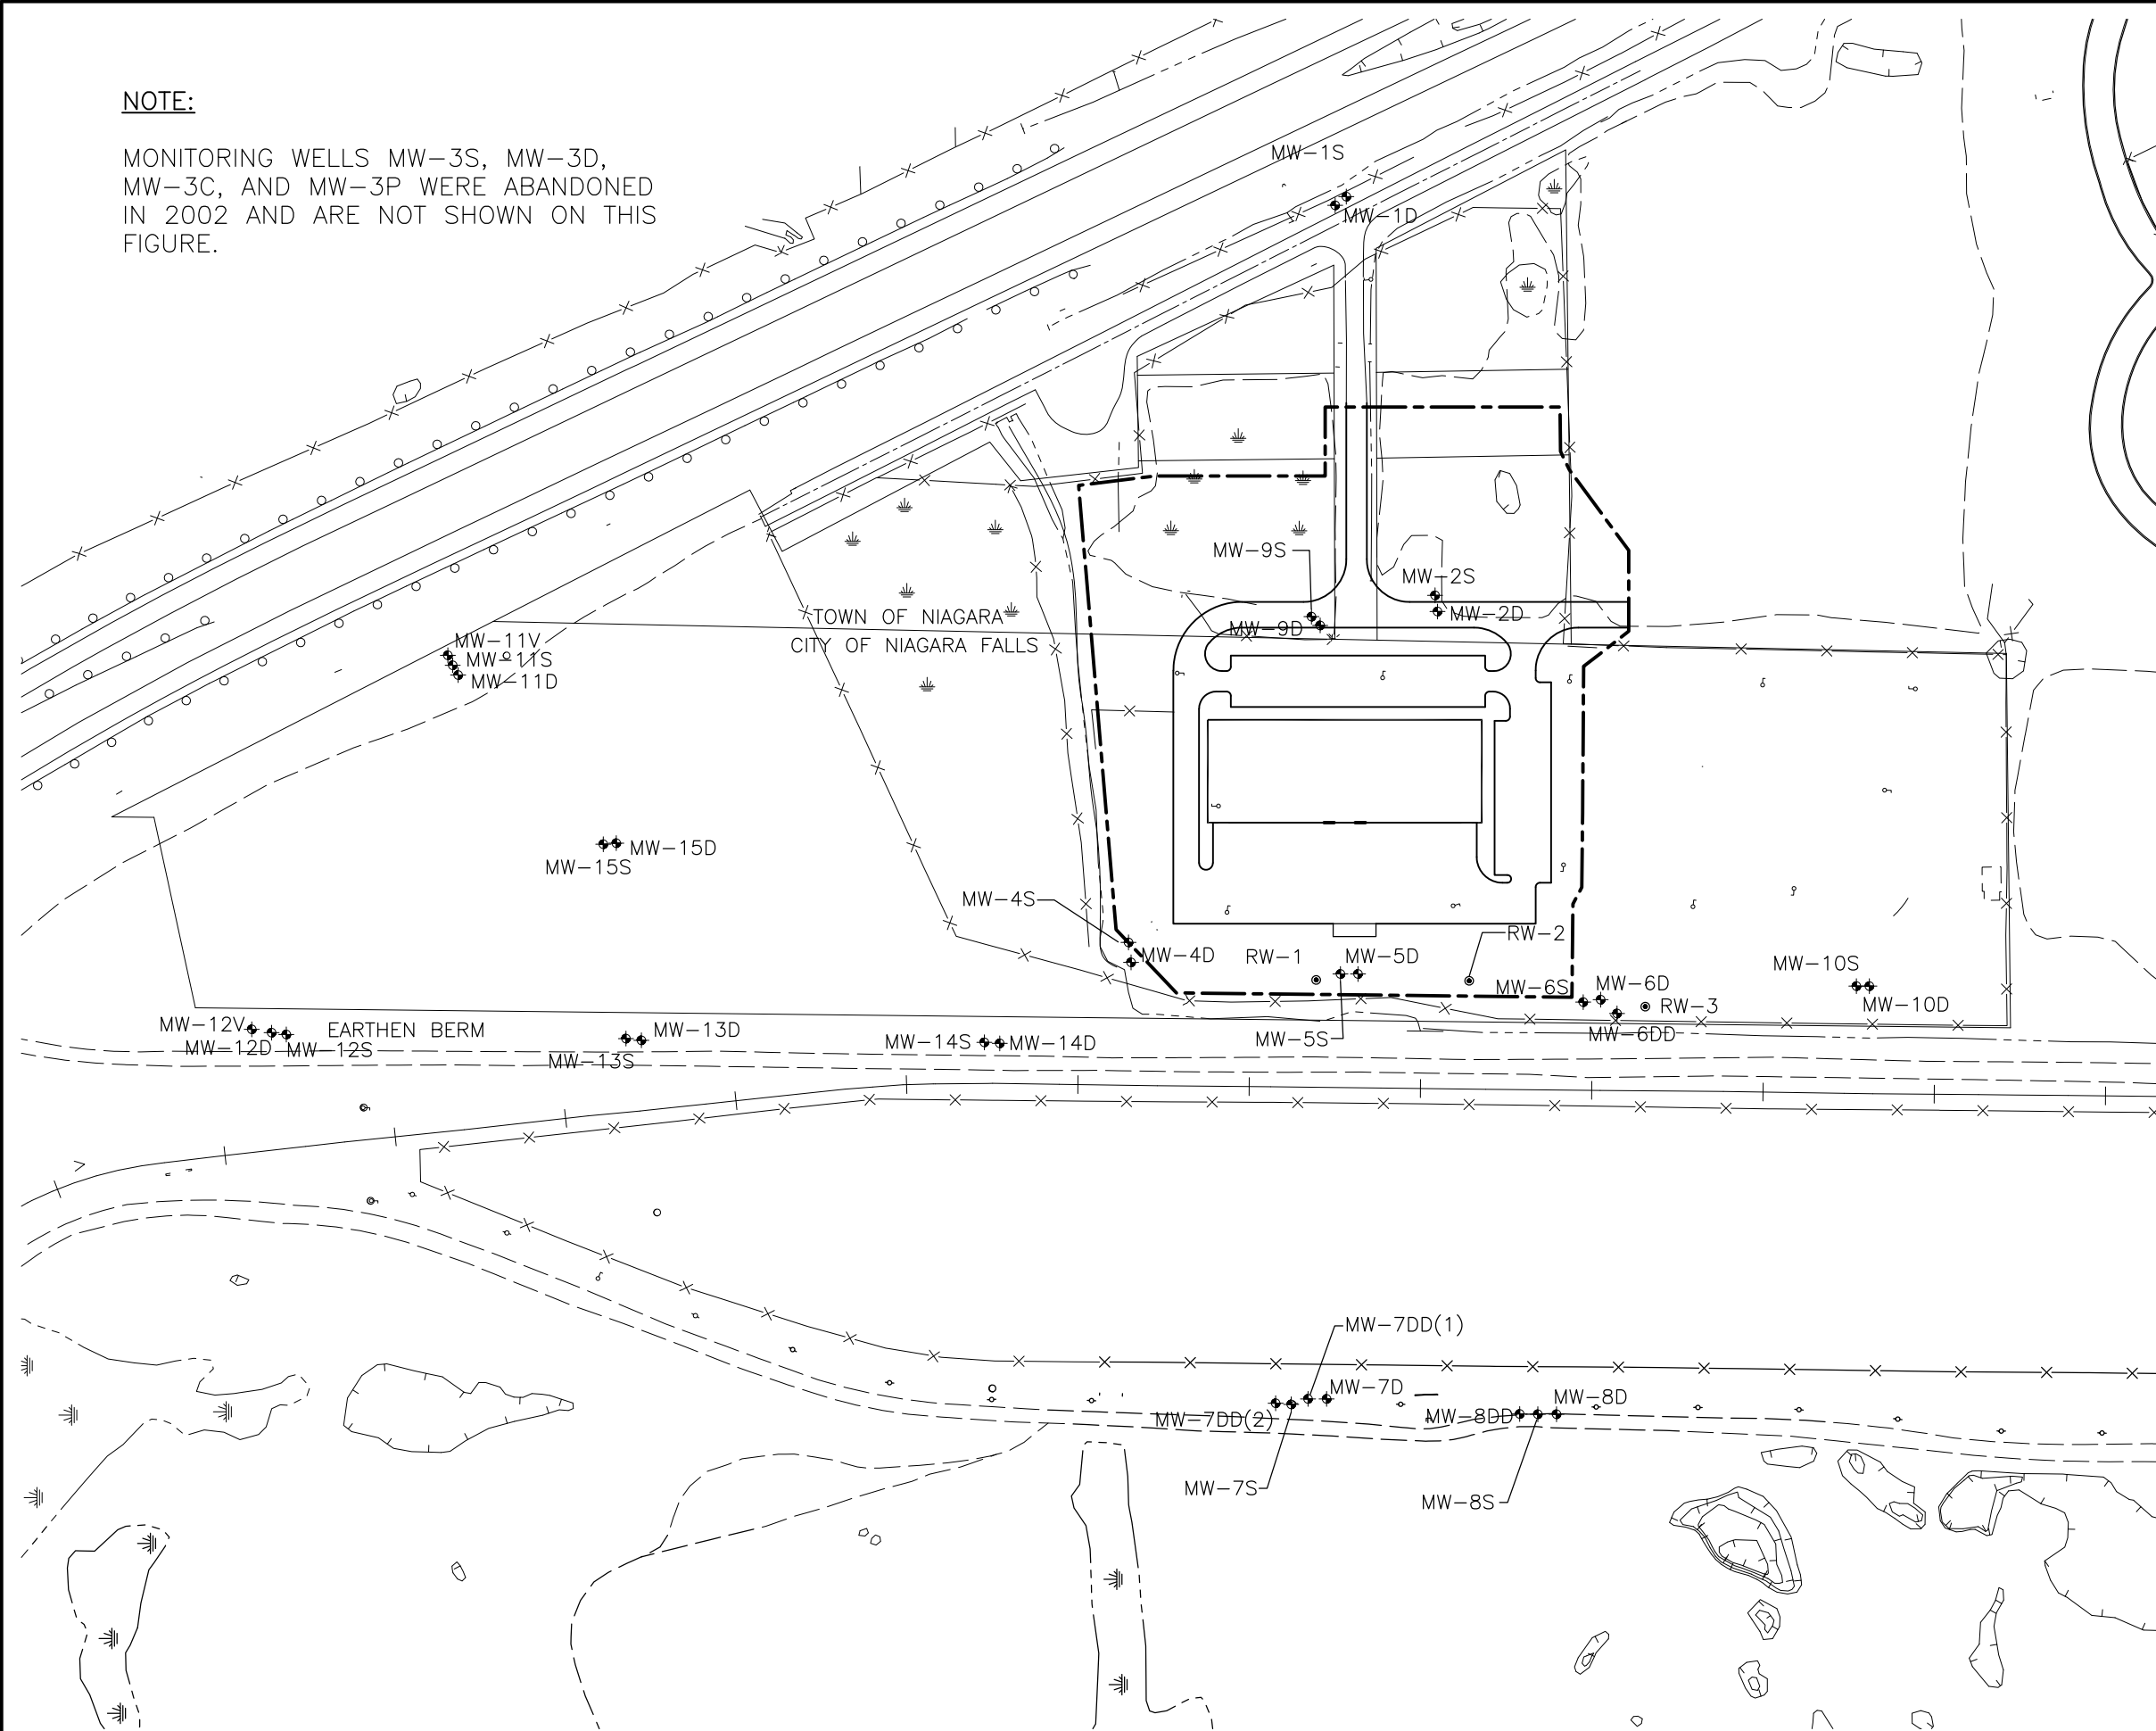 NOTE:
MONITORING WELLS MW-3S, MW-3D,
MW-3C, AND MW-3P WERE ABANDONED
IN 2002 AND ARE NOT SHOWN ON THIS
FIGURE.
MW-1S
MW-1D
MW-9S
MW-2S
MW-2D
MW-9D
TOWN OF NIAGARA
CITY OF NIAGARA FALLS
MW-11V
MW-11S
MW-11D
MW-15D
MW-15S
MW-4S
MW-4D
RW-1
MW-5D
RW-2
MW-6S
MW-6D
RW-3
MW-10S
MW-10D
MW-12V
MW-12D
MW-12S
EARTHEN BERM
MW-13D
MW-13S
MW-14S
MW-14D
MW-5S
MW-6DD
MW-7DD(1)
MW-7D
MW-7DD(2)
MW-8DD
MW-8D
MW-7S
MW-8S